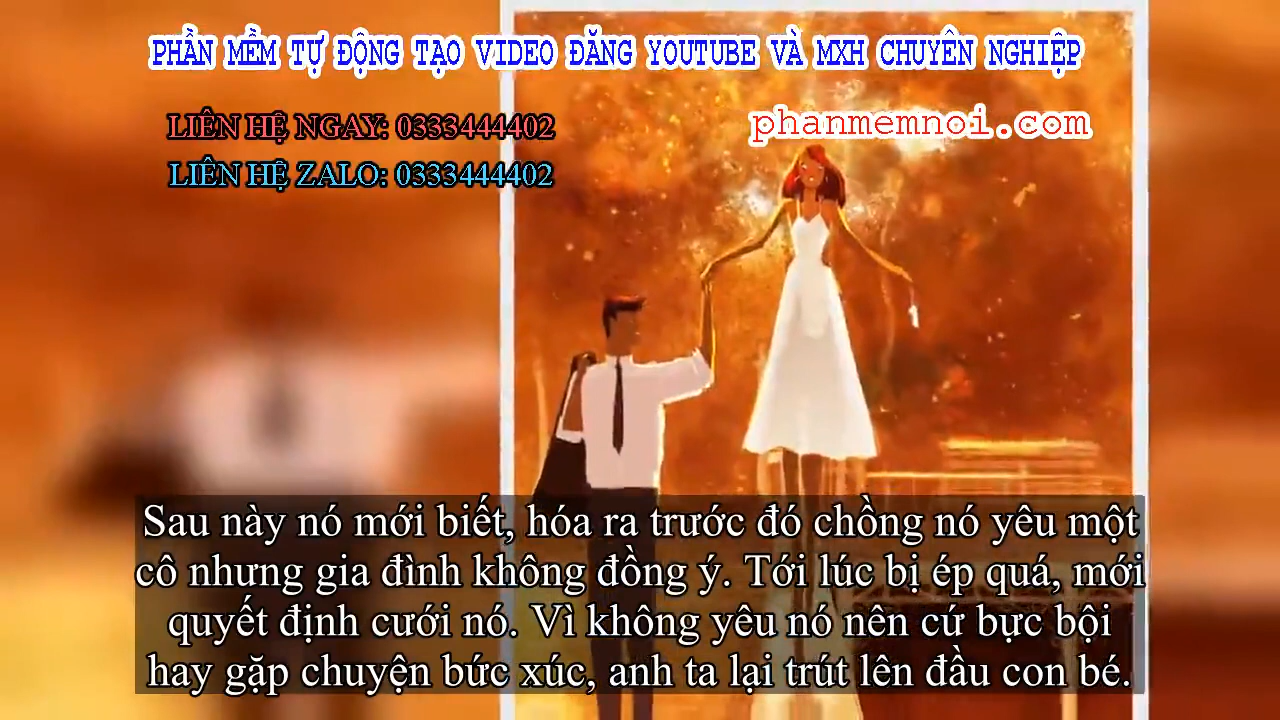 PHẦN MỀM TỰ ĐỘNG TẠO VIDEO ĐĂNG YOUTUBE VÀ MXH CHUYÊN NGHIỆP
LIÊN HỆ NGAY: 0333444402
phanmemnoi.com
LIÊN HỆ ZALO: 0333444402
Sau này nó mới biết, hóa ra trước đó chồng nó yêu một
cô nhưng gia đình không đồng ý. Tới lúc bị ép quá, mới
quyết định cưới nó. Vì không yêu nó nên cứ bực bội
hay gặp chuyện bức xúc, anh ta lại trút lên đầu con bé.